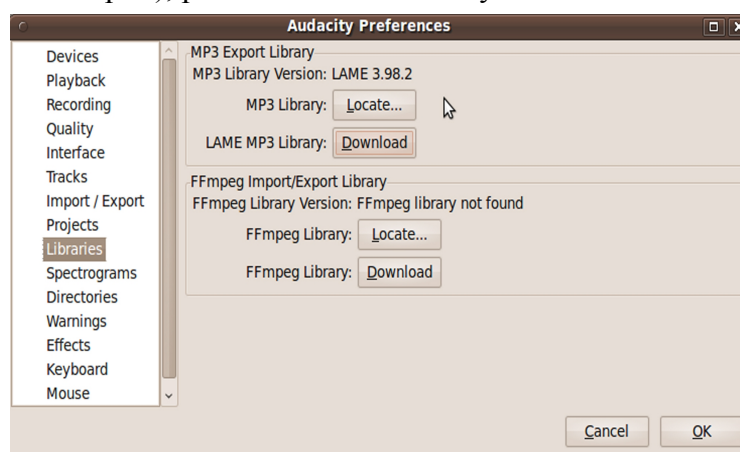 Audacity Preferences
Devices
Playback
Recording
Quality
Interface
Tracks
Import / Export
Projects
Libraries
Spectrograms
Directories
Warnings
Effects
Keyboard
Mouse
MP3 Export Library
MP3 Library Version: LAME 3.98.2
MP3 Library: Locate...
LAME MP3 Library: Download
FFmpeg Import/Export Library
FFmpeg Library Version: FFmpeg library not found
FFmpeg Library: Locate...
FFmpeg Library: Download
Cancel OK